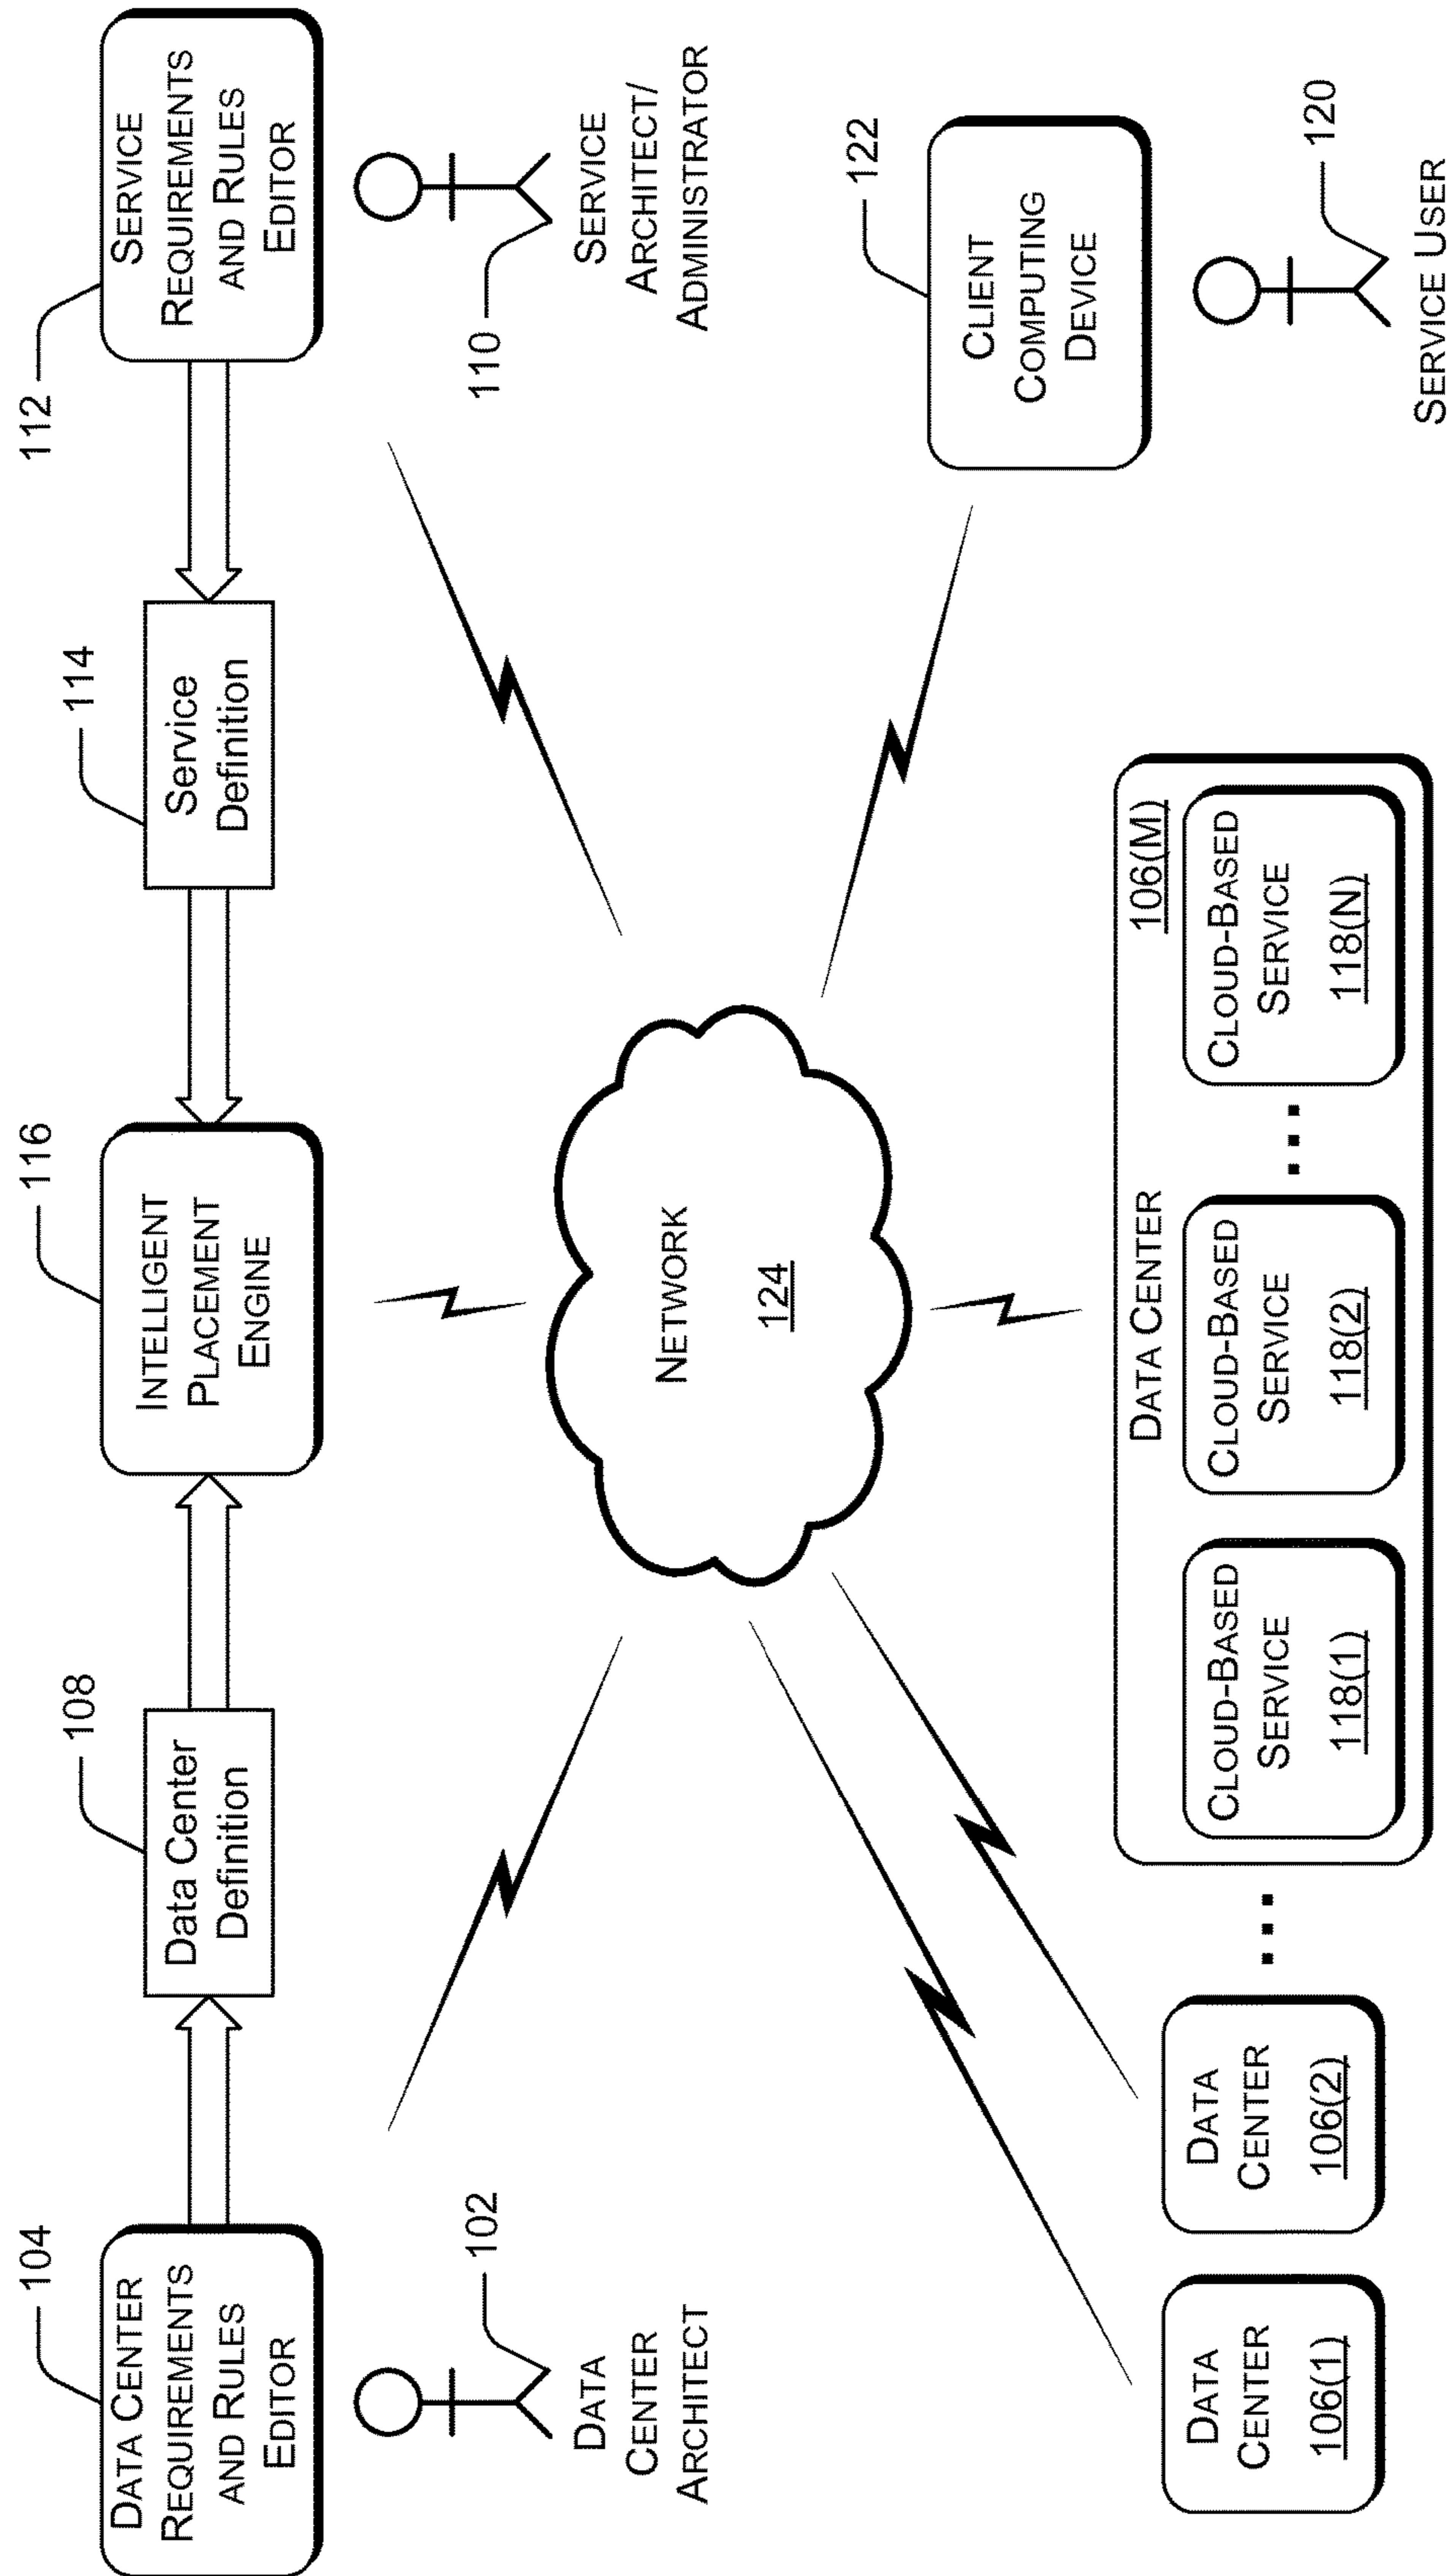 104
DATA CENTER
REQUIREMENTS
AND RULES
EDITOR
108
Data Center
Definition
116
INTELLIGENT
PLACEMENT
ENGINE
114
Service
Definition
112
SERVICE
REQUIREMENTS
AND RULES
EDITOR
102
DATA
CENTER
ARCHITECT
110
SERVICE
ARCHITECT/
ADMINISTRATOR
NETWORK
124
122
CLIENT
COMPUTING
DEVICE
120
SERVICE USER
DATA
CENTER
106(1)
DATA
CENTER
106(2)
...
DATA CENTER
106(M)
CLOUD-BASED
SERVICE
118(1)
CLOUD-BASED
SERVICE
118(2)
...
CLOUD-BASED
SERVICE
118(N)